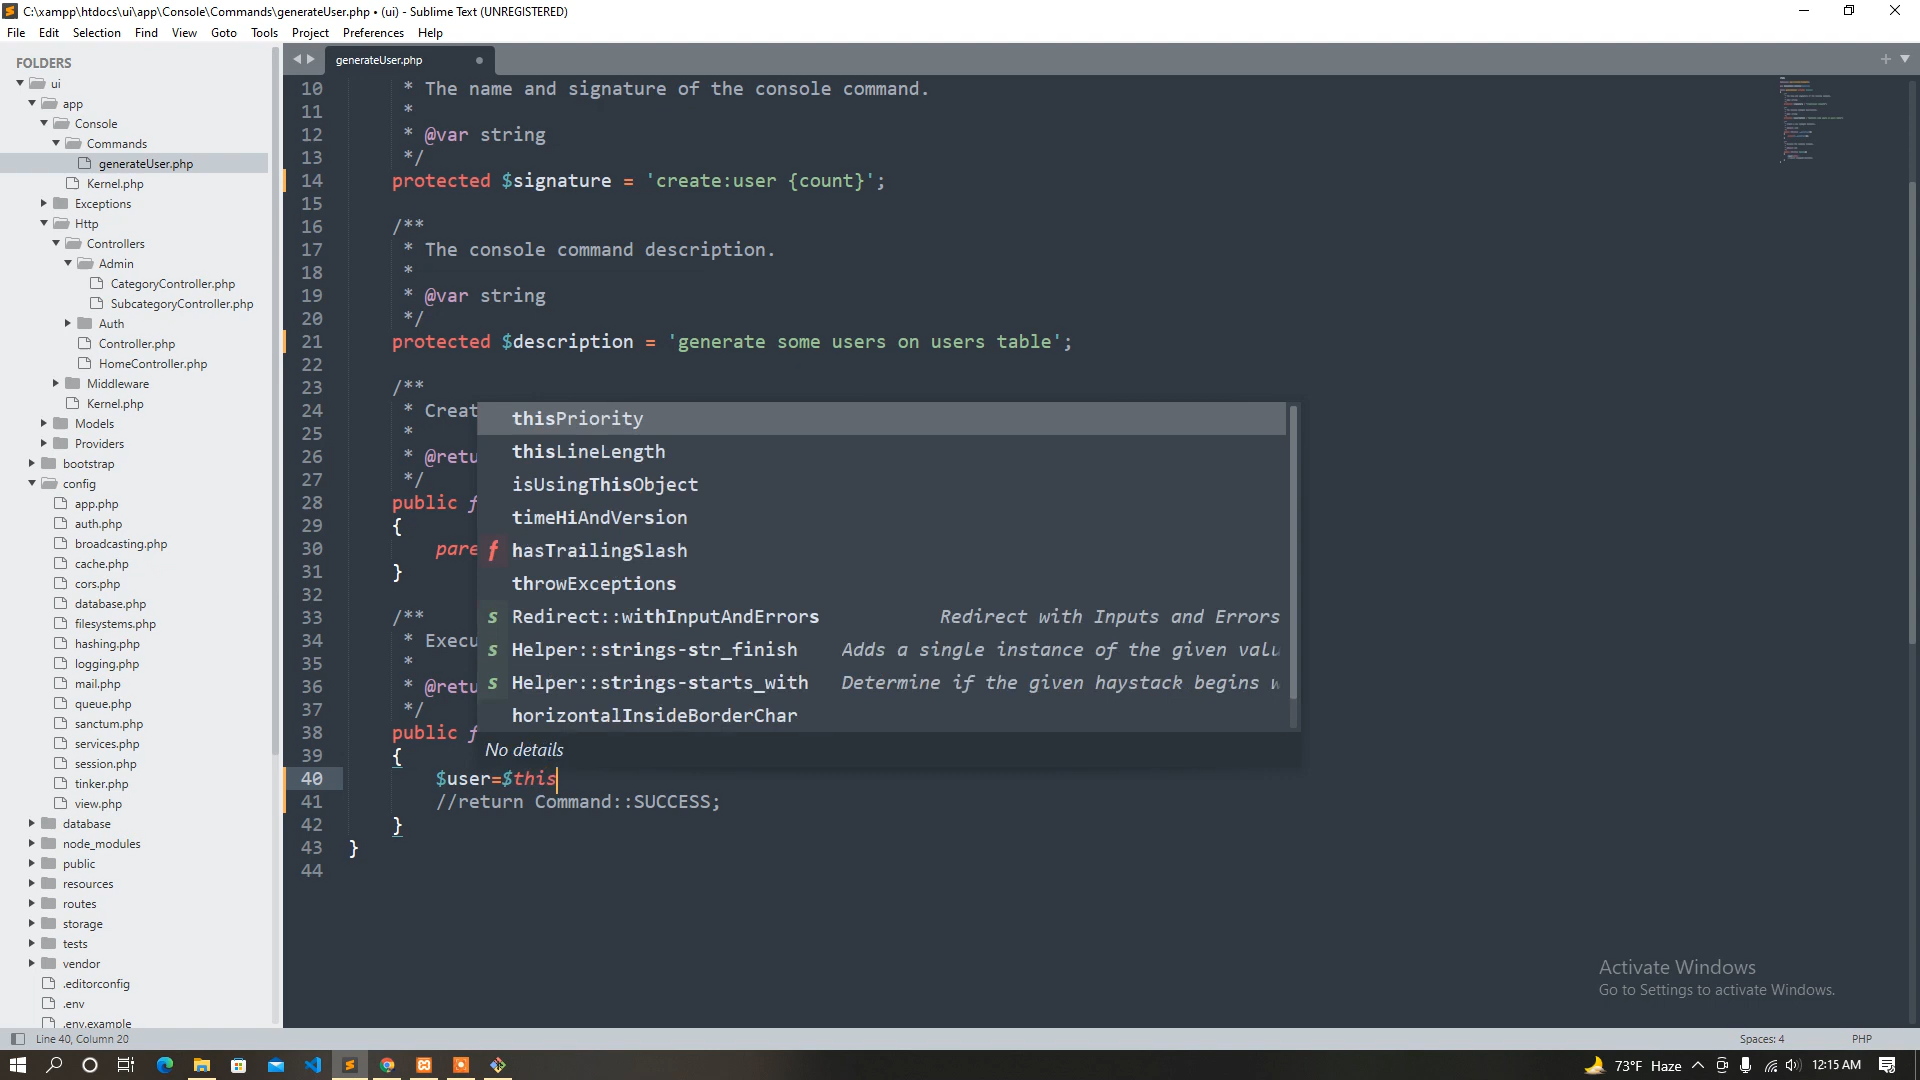 C:\xampp\htdocs\ui\app\Console\Commands\generateUser.php • (ui) - Sublime Text (UNREGISTERED)
File Edit Selection Find View Goto Tools Project Preferences Help
FOLDERS
ui
app
Console
Commands
generateUser.php
Kernel.php
Exceptions
Http
Controllers
Admin
CategoryController.php
SubcategoryController.php
Auth
Controller.php
HomeController.php
Middleware
Kernel.php
Models
Providers
bootstrap
config
app.php
auth.php
broadcasting.php
cache.php
cors.php
database.php
filesystems.php
hashing.php
logging.php
mail.php
queue.php
sanctum.php
services.php
session.php
tinker.php
view.php
database
node_modules
public
resources
routes
storage
tests
vendor
.editorconfig
.env
.env.example
generateUser.php
10 * The name and signature of the console command.
11 *
12 * @var string
13 */
14 protected $signature = 'create:user {count}';
15
16 /**
17 * The console command description.
18 *
19 * @var string
20 */
21 protected $description = 'generate some users on users table';
22
23 /**
24 * Creat
25 *
26 * @retu
27 */
28 public f
29 {
30 pare
31 }
32
33 /**
34 * Execu
35 *
36 * @retu
37 */
38 public f
39 {
40 $user=$this
41 //return Command::SUCCESS;
42 }
43 }
44
thisPriority
thisLineLength
isUsingThisObject
timeHiAndVersion
f hasTrailingSlash
throwExceptions
s Redirect::withInputAndErrors Redirect with Inputs and Errors
s Helper::strings-str_finish Adds a single instance of the given valu
s Helper::strings-starts_with Determine if the given haystack begins w
horizontalInsideBorderChar
No details
Activate Windows
Go to Settings to activate Windows.
Line 40, Column 20 Spaces: 4 PHP
73°F Haze 12:15 AM